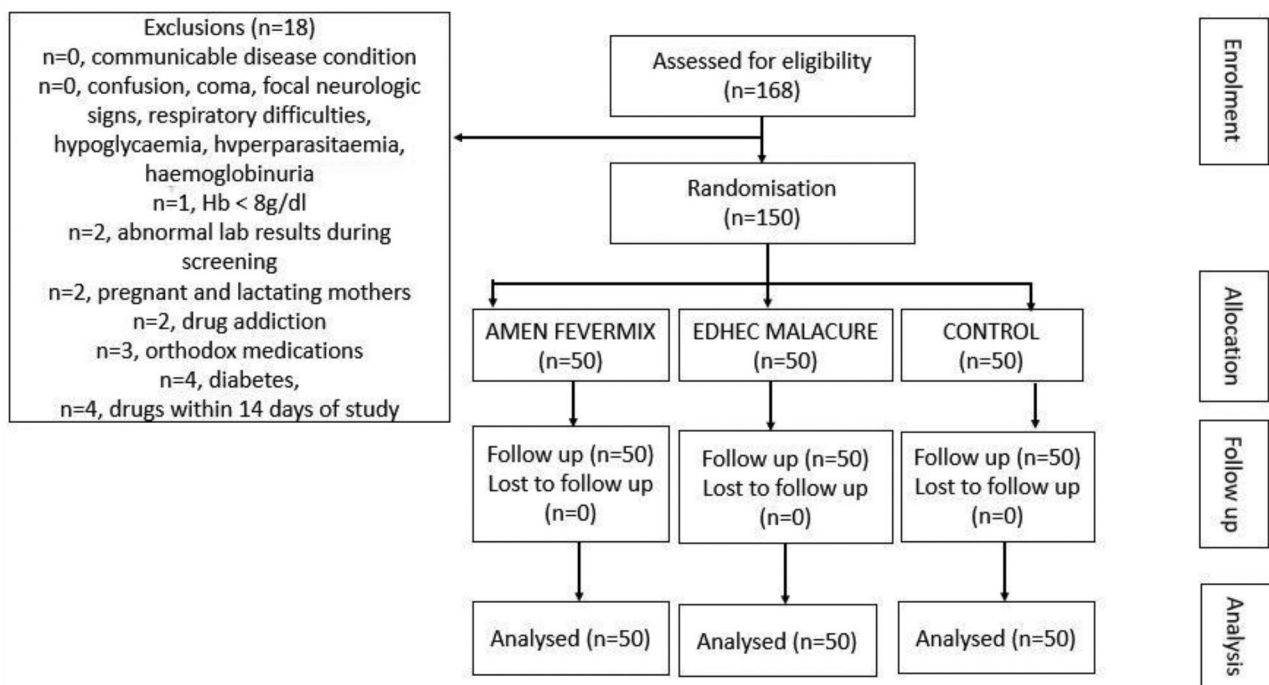 Exclusions (n=18)
n=0, communicable disease condition
n=0, confusion, coma, focal neurologic
signs, respiratory difficulties,
hypoglycaemia, hvperparasitaemia,
haemoglobinuria
n=1, Hb < 8g/dl
n=2, abnormal lab results during
screening
n=2, pregnant and lactating mothers
n=2, drug addiction
n=3, orthodox medications
n=4, diabetes,
n=4, drugs within 14 days of study
Assessed for eligibility
(n=168)
Randomisation
(n=150)
Enrolment
AMEN FEVERMIX
(n=50)
EDHEC MALACURE
(n=50)
CONTROL
(n=50)
Allocation
Follow up (n=50)
Lost to follow up
(n=0)
Follow up (n=50)
Lost to follow up
(n=0)
Follow up (n=50)
Lost to follow up
(n=0)
Follow up
Analysed (n=50)
Analysed (n=50)
Analysed (n=50)
Analysis